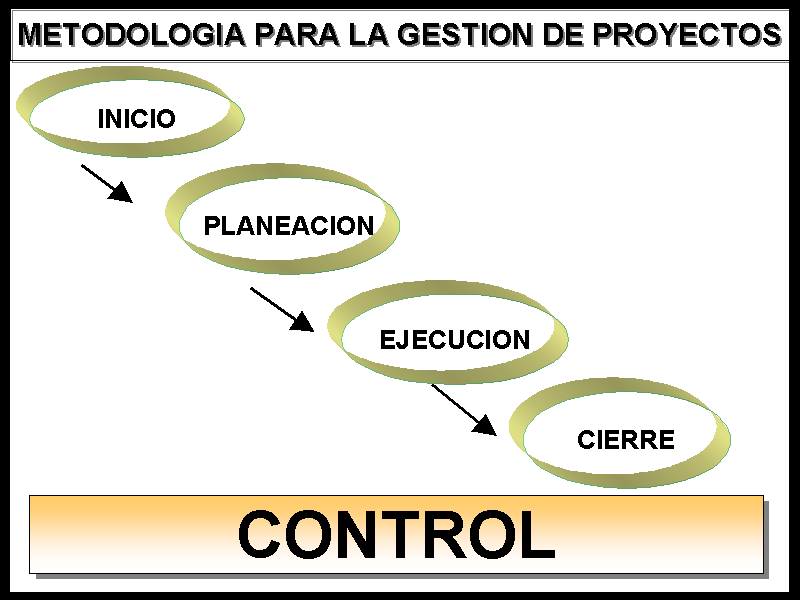 METODOLOGIA PARA LA GESTION DE PROYECTOS
INICIO
PLANEACION
EJECUCION
CIERRE
CONTROL